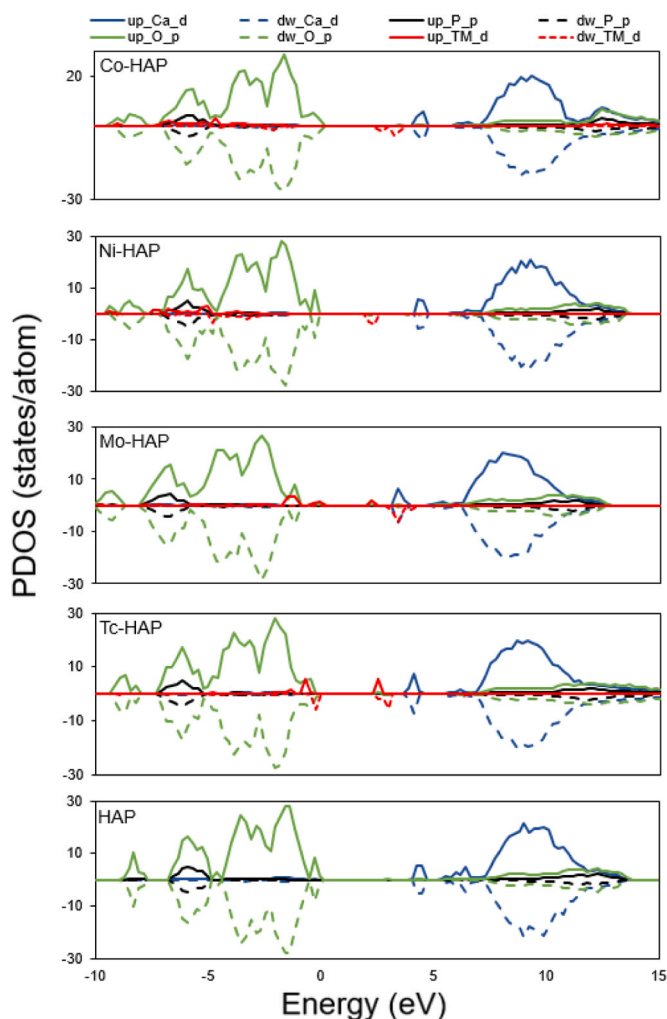 up_Ca_d dw_Ca_d up_P_p dw_P_p
up_O_p dw_O_p up_TM_d dw_TM_d
Co-HAP
20
-30
30
Ni-HAP
10
-10
-30
30
Mo-HAP
10
-10
-30
30
Tc-HAP
10
-10
-30
30
HAP
10
-10
-30
-10 -5 0 5 10 15
Energy (eV)
PDOS (states/atom)